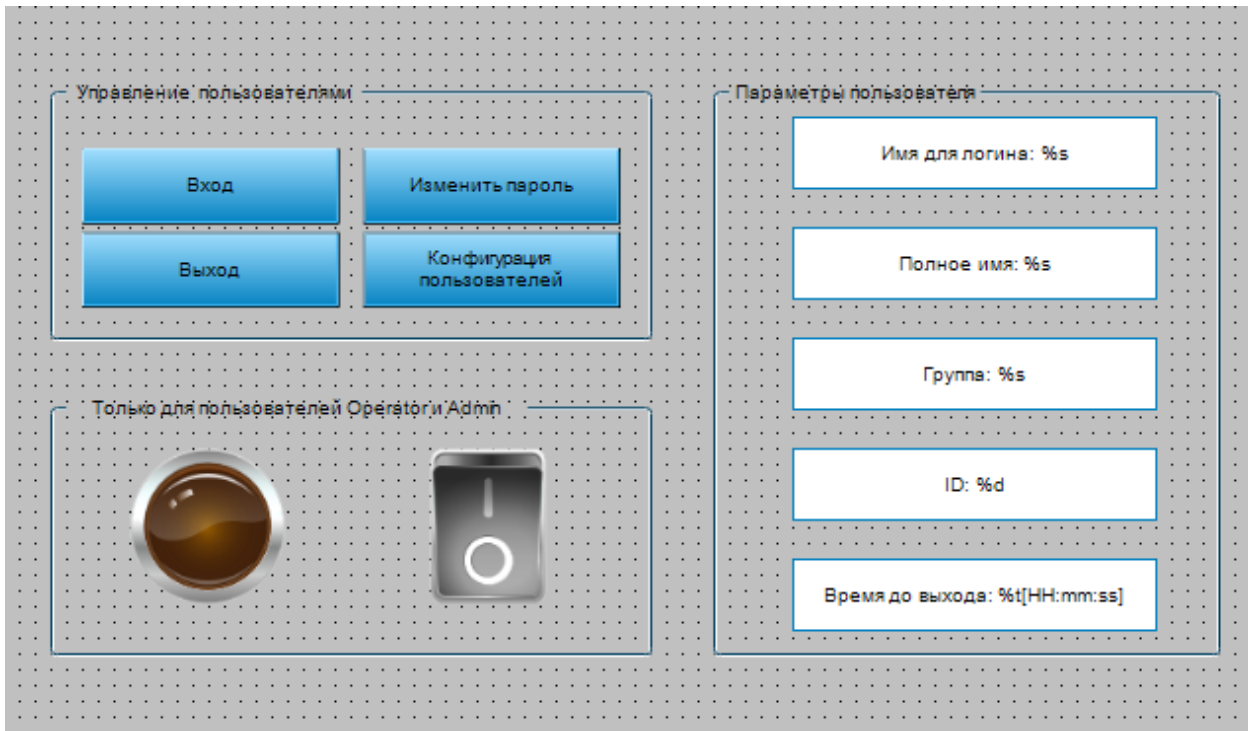 Управление пользователями
Вход
Изменить пароль
Выход
Конфигурация
пользователей
Только для пользователей Operator и Admin
Параметры пользователя
Имя для логина: %s
Полное имя: %s
Группа: %s
ID: %d
Время до выхода: %t[HH:mm:ss]